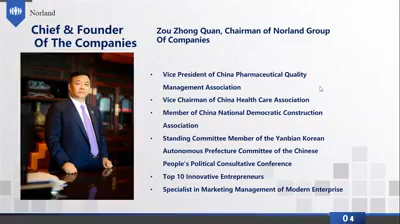 Norland
Chief & Founder
Of The Companies
Zou Zhong Quan, Chairman of Norland Group
Of Companies
• Vice President of China Pharmaceutical Quality
Management Association
• Vice Chairman of China Health Care Association
• Member of China National Democratic Construction
Association
• Standing Committee Member of the Yanbian Korean
Autonomous Prefecture Committee of the Chinese
People's Political Consultative Conference
• Top 10 Innovative Entrepreneurs
• Specialist in Marketing Management of Modern Enterprise
04